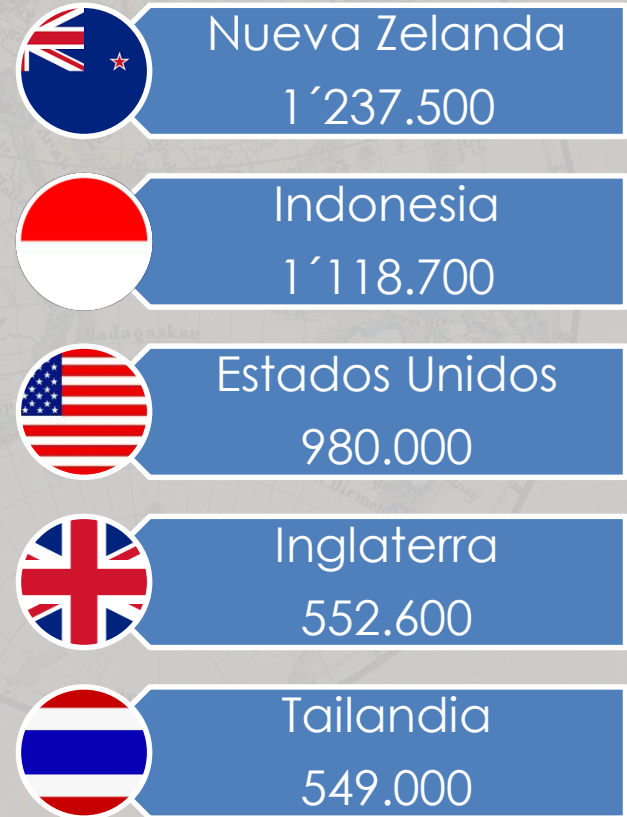 Nueva Zelanda
1´237.500
Indonesia
1´118.700
Madagaskar
Estados Unidos
980.000
Inglaterra
552.600
Tailandia
549.000